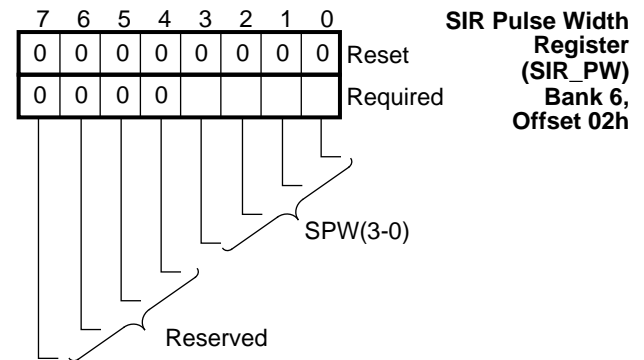 7 6 5 4 3 2 1 0
0 0 0 0 0 0 0 0 Reset
0 0 0 0 Required
SIR Pulse Width
Register
(SIR_PW)
Bank 6,
Offset 02h
SPW(3-0)
Reserved